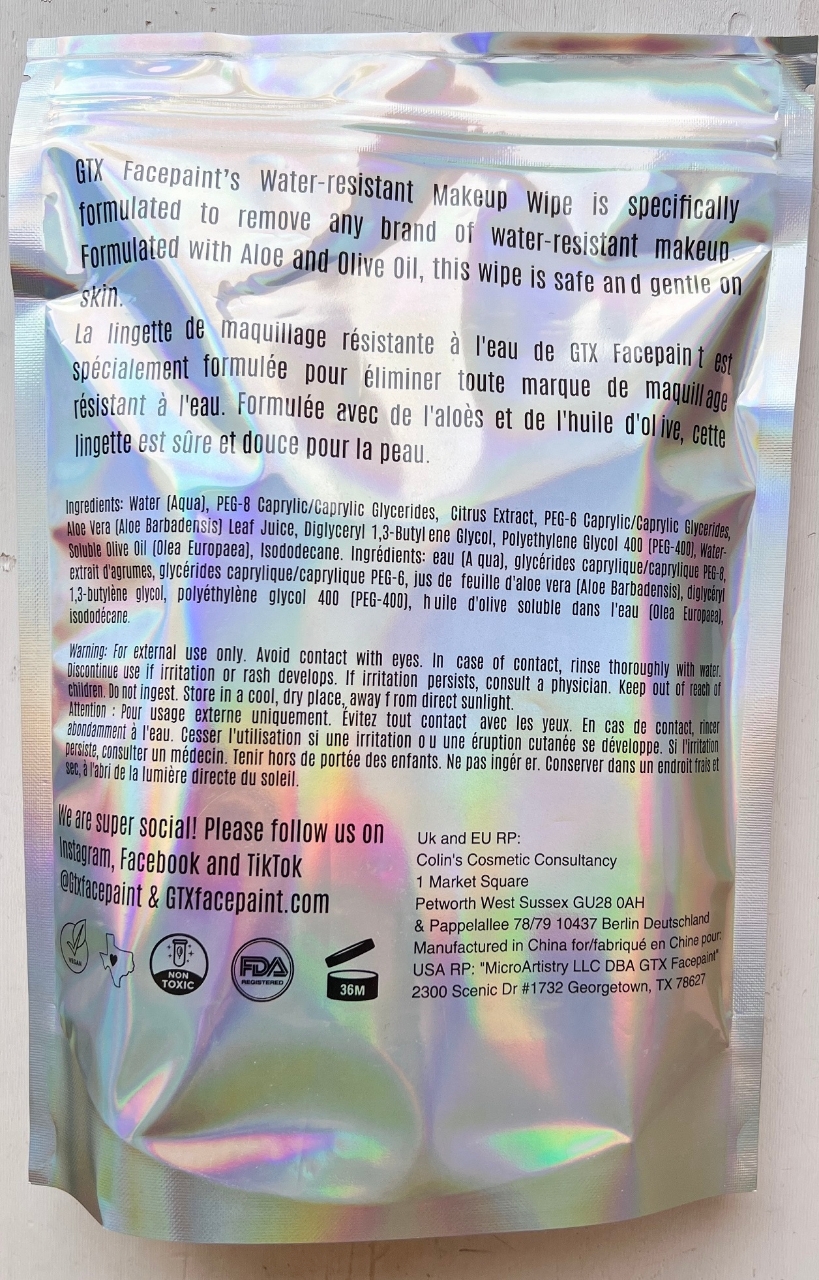 GTX Facepaint's Water-resistant Makeup Wipe is specifically
formulated to remove any brand of water-resistant makeup.
Formulated with Aloe and Olive Oil, this wipe is safe and gentle on
skin.
La lingette de maquillage résistante à l'eau de GTX Facepaint est
spécialement formulée pour éliminer toute marque de maquillage
résistant à l'eau. Formulée avec de l'aloès et de l'huile d'olive, cette
lingette est sûre et douce pour la peau.
Ingredients: Water (Aqua), PEG-8 Caprylic/Caprylic Glycerides, Citrus Extract, PEG-6 Caprylic/Caprylic Glycerides,
Aloe Vera (Aloe Barbadensis) Leaf Juice, Diglyceryl 1,3-Butylene Glycol, Polyethylene Glycol 400 (PEG-400), Water-
Soluble Olive Oil (Olea Europaea), Isododecane. Ingrédients: eau (Aqua), glycérides caprylique/caprylique PEG-8,
extrait d'agrumes, glycérides caprylique/caprylique PEG-6, jus de feuille d'aloe vera (Aloe Barbadensis), diglycéryl
1,3-butylène glycol, polyéthylène glycol 400 (PEG-400), huile d'olive soluble dans l'eau (Olea Europaea),
isododécane.
Warning: For external use only. Avoid contact with eyes. In case of contact, rinse thoroughly with water.
Discontinue use if irritation or rash develops. If irritation persists, consult a physician. Keep out of reach of
children. Do not ingest. Store in a cool, dry place, away from direct sunlight.
Attention : Pour usage externe uniquement. Évitez tout contact avec les yeux. En cas de contact, rincer
abondamment à l'eau. Cesser l'utilisation si une irritation ou une éruption cutanée se développe. Si l'irritation
persiste, consulter un médecin. Tenir hors de portée des enfants. Ne pas ingérer. Conserver dans un endroit frais et
sec, à l'abri de la lumière directe du soleil.
We are super social! Please follow us on
Instagram, Facebook and TikTok
@Gtxfacepaint & GTXfacepaint.com
VEGAN
NON
TOXIC
FDA
REGISTERED
36M
Uk and EU RP:
Colin's Cosmetic Consultancy
1 Market Square
Petworth West Sussex GU28 0AH
& Pappelallee 78/79 10437 Berlin Deutschland
Manufactured in China for/fabriqué en Chine pour:
USA RP: "MicroArtistry LLC DBA GTX Facepaint"
2300 Scenic Dr #1732 Georgetown, TX 78627